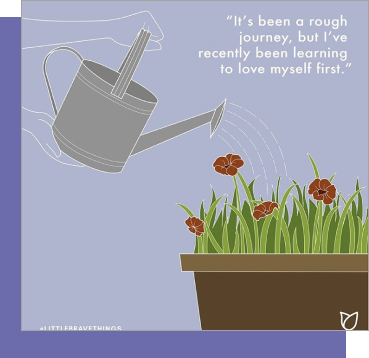 “It’s been a rough
journey, but I’ve
recently been learning
to love myself first.”
#LITTLEBRAVETHINGS